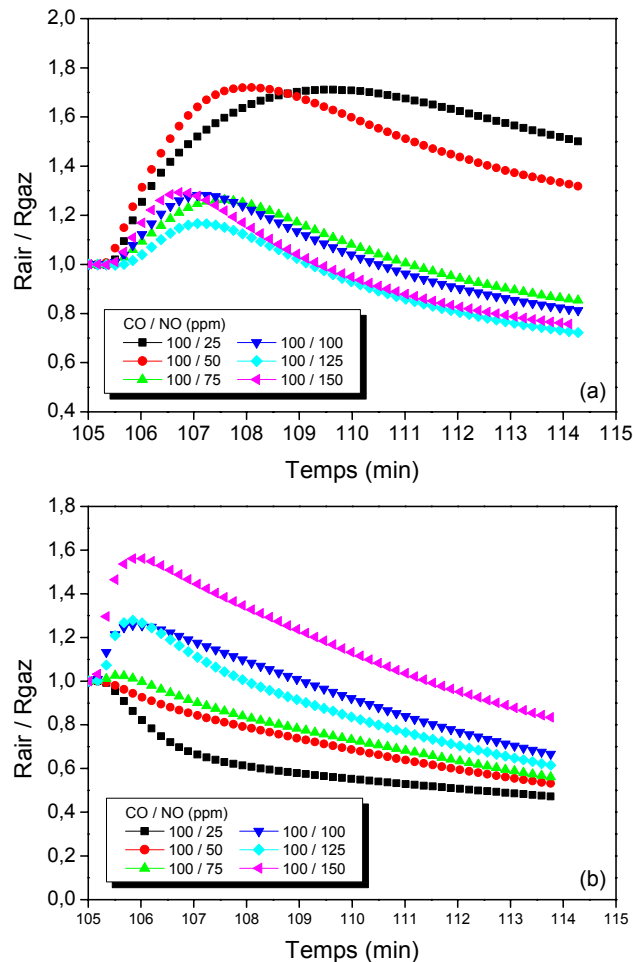 2,0
1,8
1,6
1,4
1,2
1,0
0,8
0,6
0,4
Rair / Rgaz
CO / NO (ppm)
100 / 25
100 / 50
100 / 75
100 / 100
100 / 125
100 / 150
(a)
105 106 107 108 109 110 111 112 113 114 115
Temps (min)
1,8
1,6
1,4
1,2
1,0
0,8
0,6
0,4
0,2
0,0
Rair / Rgaz
CO / NO (ppm)
100 / 25
100 / 50
100 / 75
100 / 100
100 / 125
100 / 150
(b)
105 106 107 108 109 110 111 112 113 114 115
Temps (min)